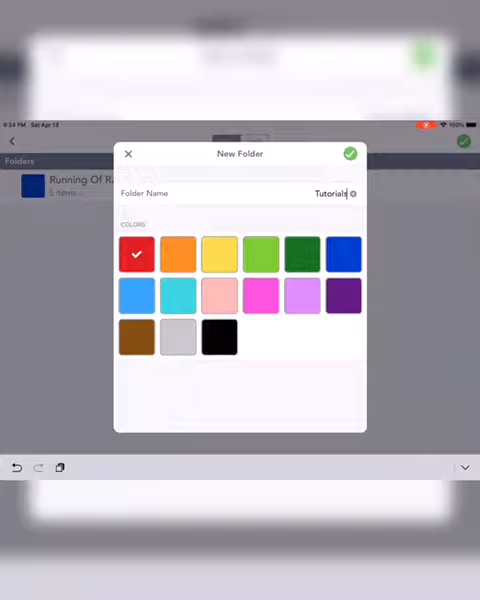 9:24 PM Sat Apr 13
100%
Folders
Running Of
5 items
New Folder
Folder Name
Tutorials
COLORS